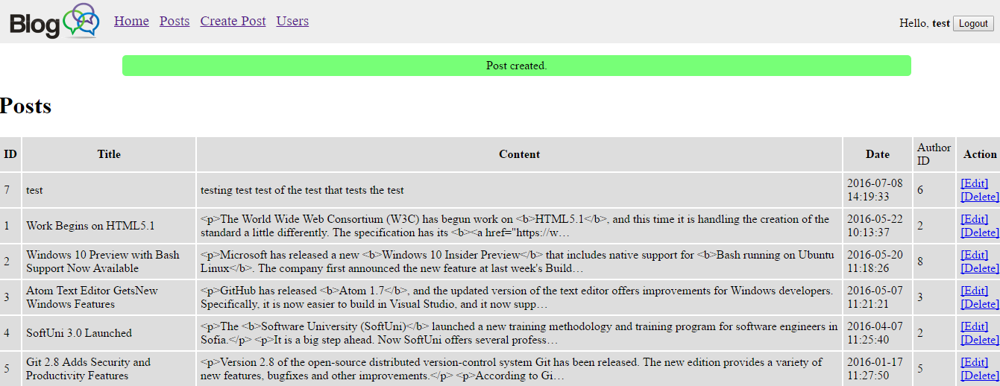 Blog Home Posts Create Post Users Hello, test Logout
Post created.
Posts
ID Title Content Date Author ID Action
7 test testing test test of the test that tests the test 2016-07-08 14:19:33 6 [Edit] [Delete]
1 Work Begins on HTML5.1 <p>The World Wide Web Consortium (W3C) has begun work on <b>HTML5.1</b>, and this time it is handling the creation of the standard a little differently. The specification has its <b><a href="https://w… 2016-05-22 10:13:37 2 [Edit] [Delete]
2 Windows 10 Preview with Bash Support Now Available <p>Microsoft has released a new <b>Windows 10 Insider Preview</b> that includes native support for <b>Bash running on Ubuntu Linux</b>. The company first announced the new feature at last week's Build… 2016-05-20 11:18:26 8 [Edit] [Delete]
3 Atom Text Editor GetsNew Windows Features <p>GitHub has released <b>Atom 1.7</b>, and the updated version of the text editor offers improvements for Windows developers. Specifically, it is now easier to build in Visual Studio, and it now supp… 2016-05-07 11:21:21 3 [Edit] [Delete]
4 SoftUni 3.0 Launched <p>The <b>Software University (SoftUni)</b> launched a new training methodology and training program for software engineers in Sofia.</p> <p>It is a big step ahead. Now SoftUni offers several profess… 2016-04-07 11:25:40 2 [Edit] [Delete]
5 Git 2.8 Adds Security and Productivity Features <p>Version 2.8 of the open-source distributed version-control system Git has been released. The new edition provides a variety of new features, bugfixes and other improvements.</p> <p>According to Gi… 2016-01-17 11:27:50 5 [Edit] [Delete]